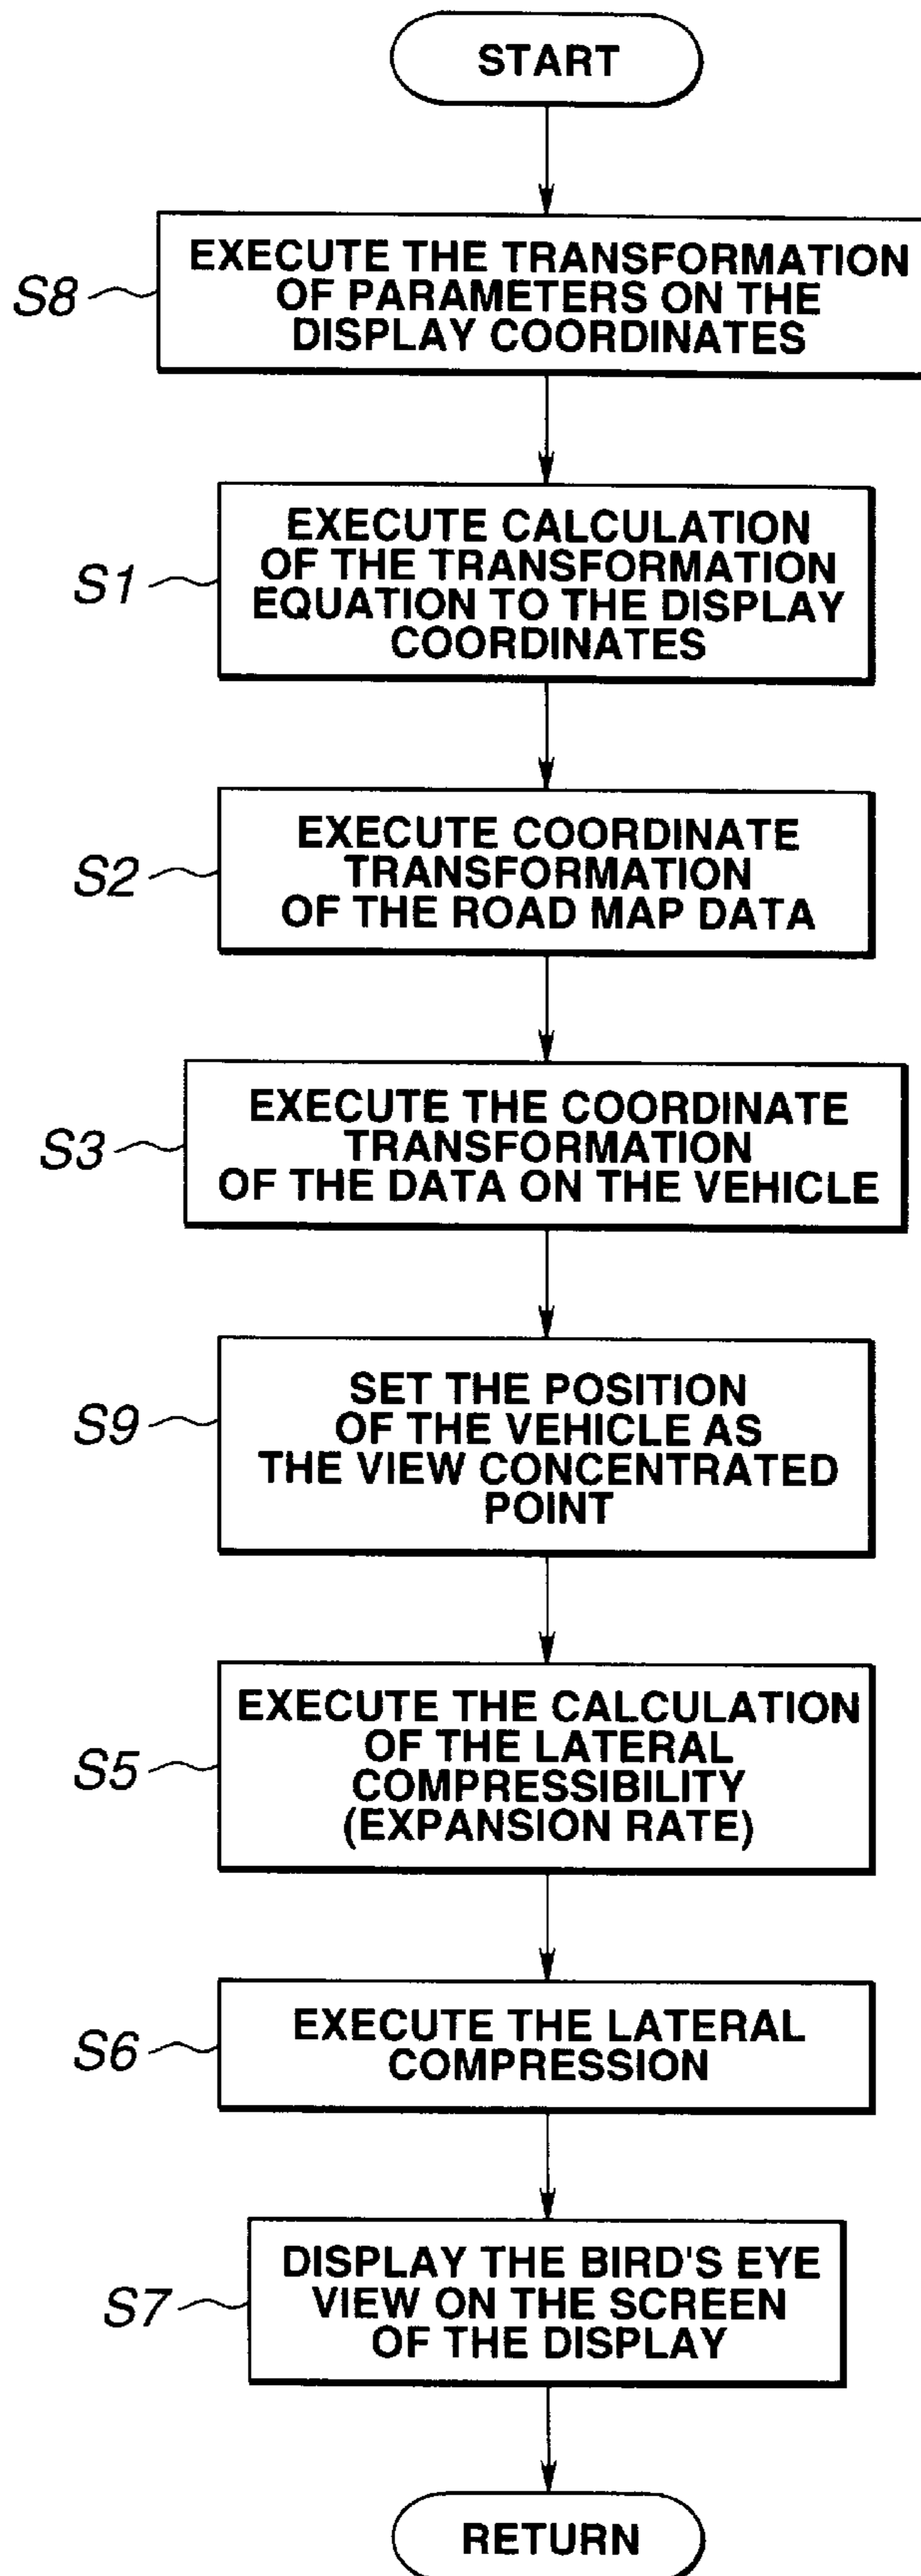 START
S8
EXECUTE THE TRANSFORMATION
OF PARAMETERS ON THE
DISPLAY COORDINATES
S1
EXECUTE CALCULATION
OF THE TRANSFORMATION
EQUATION TO THE DISPLAY
COORDINATES
S2
EXECUTE COORDINATE
TRANSFORMATION
OF THE ROAD MAP DATA
S3
EXECUTE THE COORDINATE
TRANSFORMATION
OF THE DATA ON THE VEHICLE
S9
SET THE POSITION
OF THE VEHICLE AS
THE VIEW CONCENTRATED
POINT
S5
EXECUTE THE CALCULATION
OF THE LATERAL
COMPRESSIBILITY
(EXPANSION RATE)
S6
EXECUTE THE LATERAL
COMPRESSION
S7
DISPLAY THE BIRD'S EYE
VIEW ON THE SCREEN
OF THE DISPLAY
RETURN